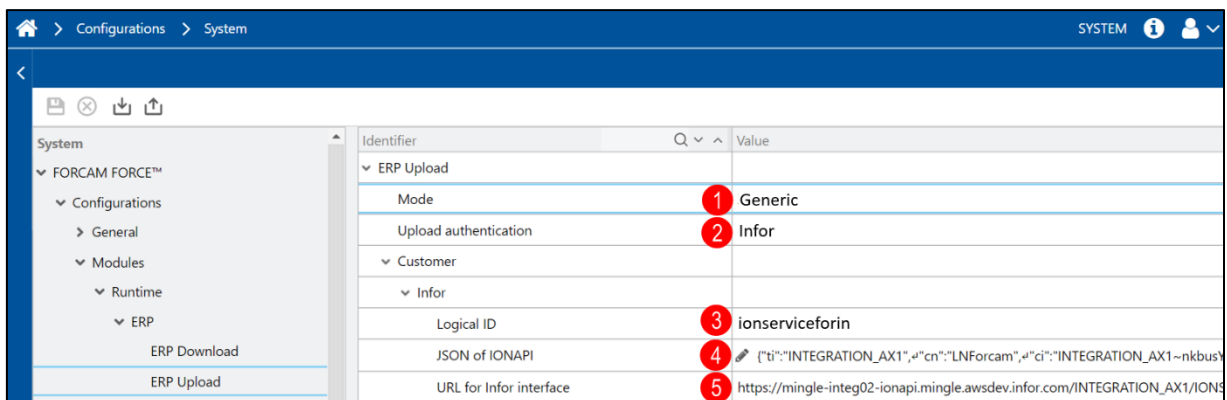 Configurations > System SYSTEM
System
FORCAM FORCE™
Configurations
General
Modules
Runtime
ERP
ERP Download
ERP Upload
Identifier Value
ERP Upload
Mode 1 Generic
Upload authentication 2 Infor
Customer
Infor
Logical ID 3 ionserviceforin
JSON of IONAPI 4 {"ti":"INTEGRATION_AX1",↵"cn":"LNForcam",↵"ci":"INTEGRATION_AX1~nkbusY
URL for Infor interface 5 https://mingle-integ02-ionapi.mingle.awsdev.infor.com/INTEGRATION_AX1/IONS